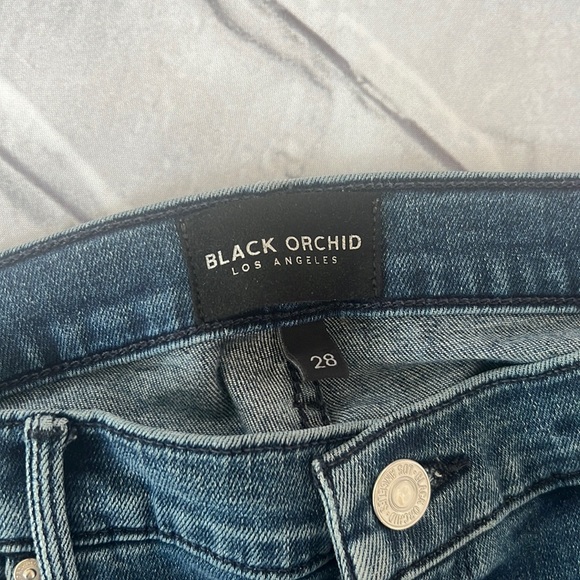 BLACK ORCHID
LOS ANGELES
28